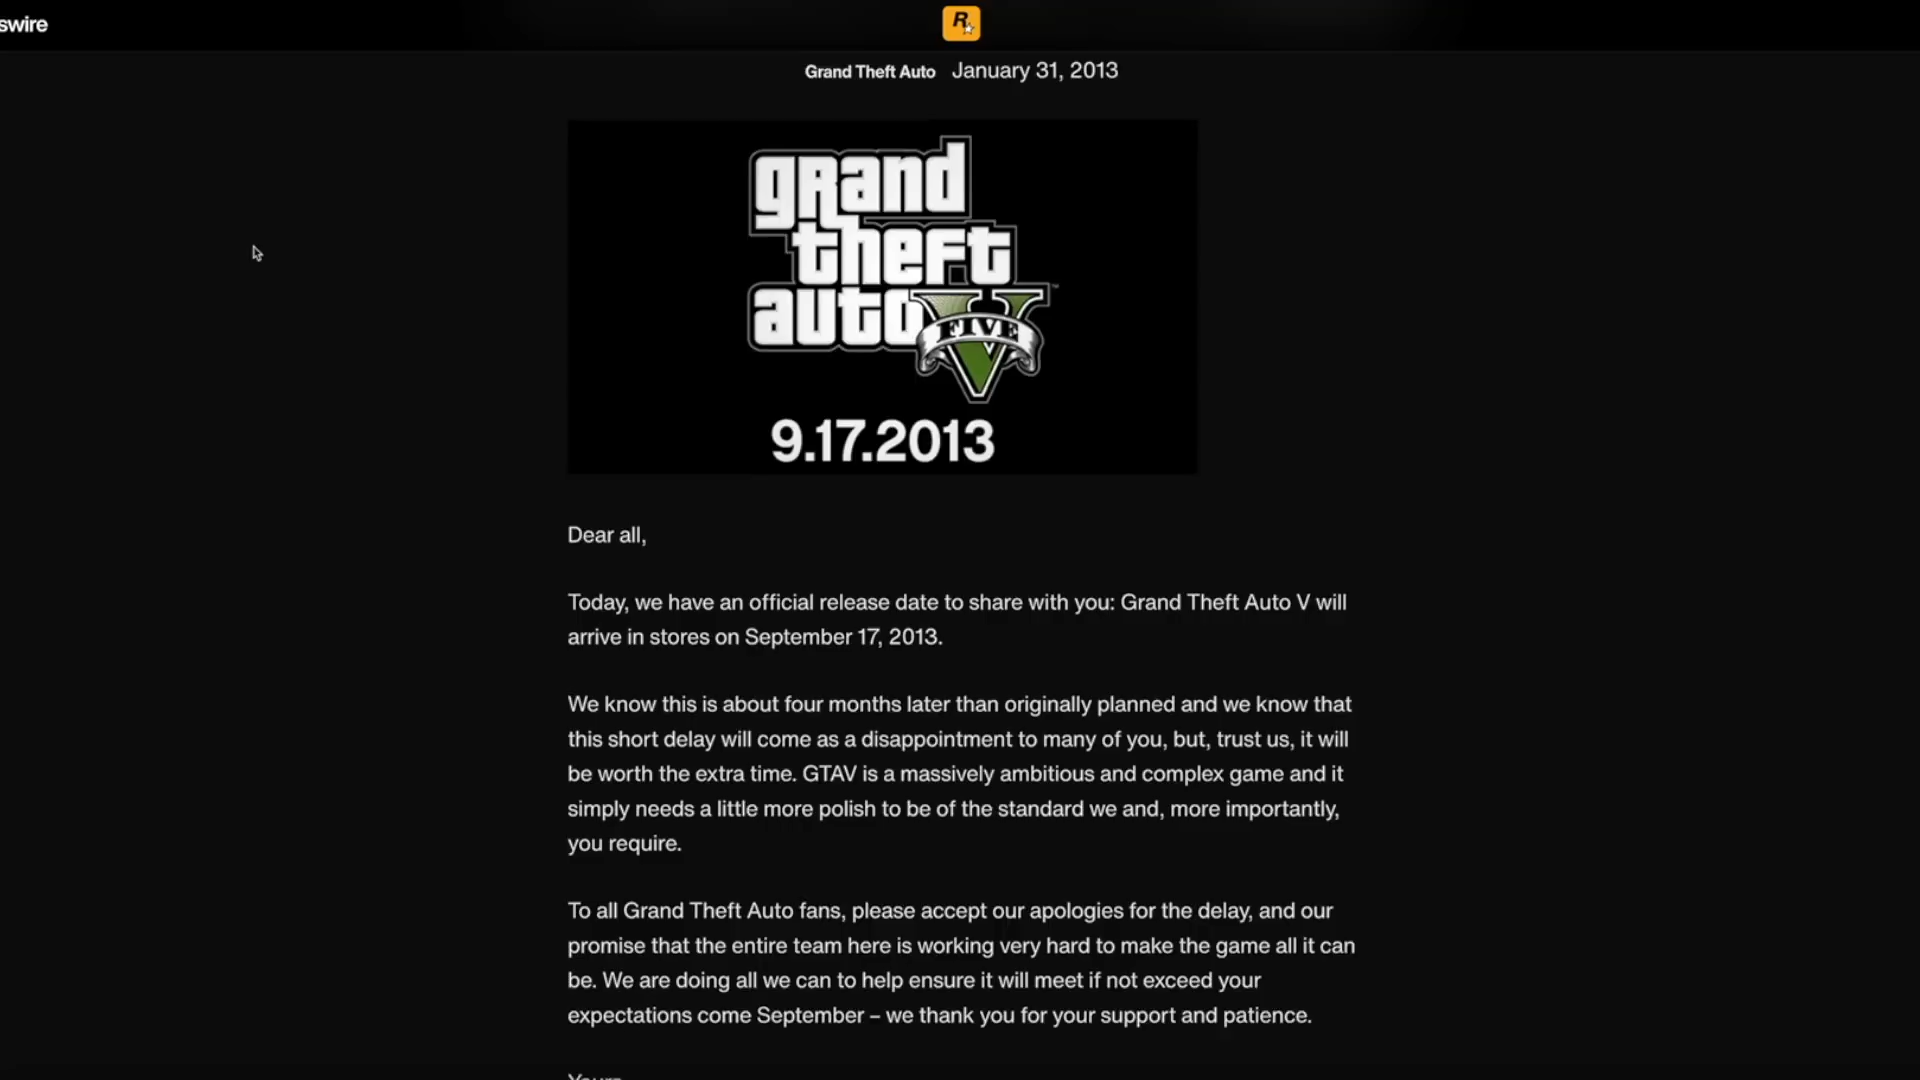 swire
R
Grand Theft Auto January 31, 2013
grand
theft
auto V
FIVE
™
9.17.2013
Dear all,
Today, we have an official release date to share with you: Grand Theft Auto V will
arrive in stores on September 17, 2013.
We know this is about four months later than originally planned and we know that
this short delay will come as a disappointment to many of you, but, trust us, it will
be worth the extra time. GTAV is a massively ambitious and complex game and it
simply needs a little more polish to be of the standard we and, more importantly,
you require.
To all Grand Theft Auto fans, please accept our apologies for the delay, and our
promise that the entire team here is working very hard to make the game all it can
be. We are doing all we can to help ensure it will meet if not exceed your
expectations come September – we thank you for your support and patience.